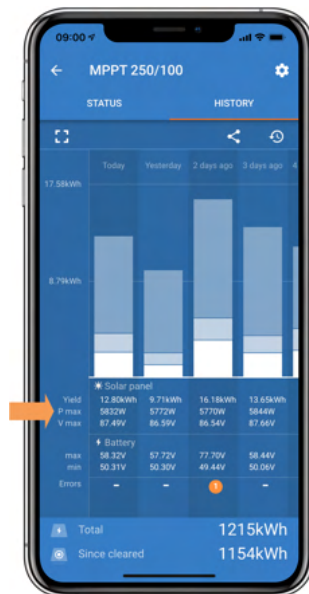 09:00
MPPT 250/100
STATUS HISTORY
Today Yesterday 2 days ago 3 days ago 4
17.58kWh
8.79kWh
Solar panel
Yield 12.80kWh 9.71kWh 16.18kWh 13.65kWh
P max 5832W 5772W 5770W 5844W
V max 87.49V 86.59V 86.54V 87.66V
Battery
max 58.32V 57.72V 77.70V 58.44V
min 50.31V 50.30V 49.44V 50.06V
Errors – – 1 –
Total 1215kWh
Since cleared 1154kWh